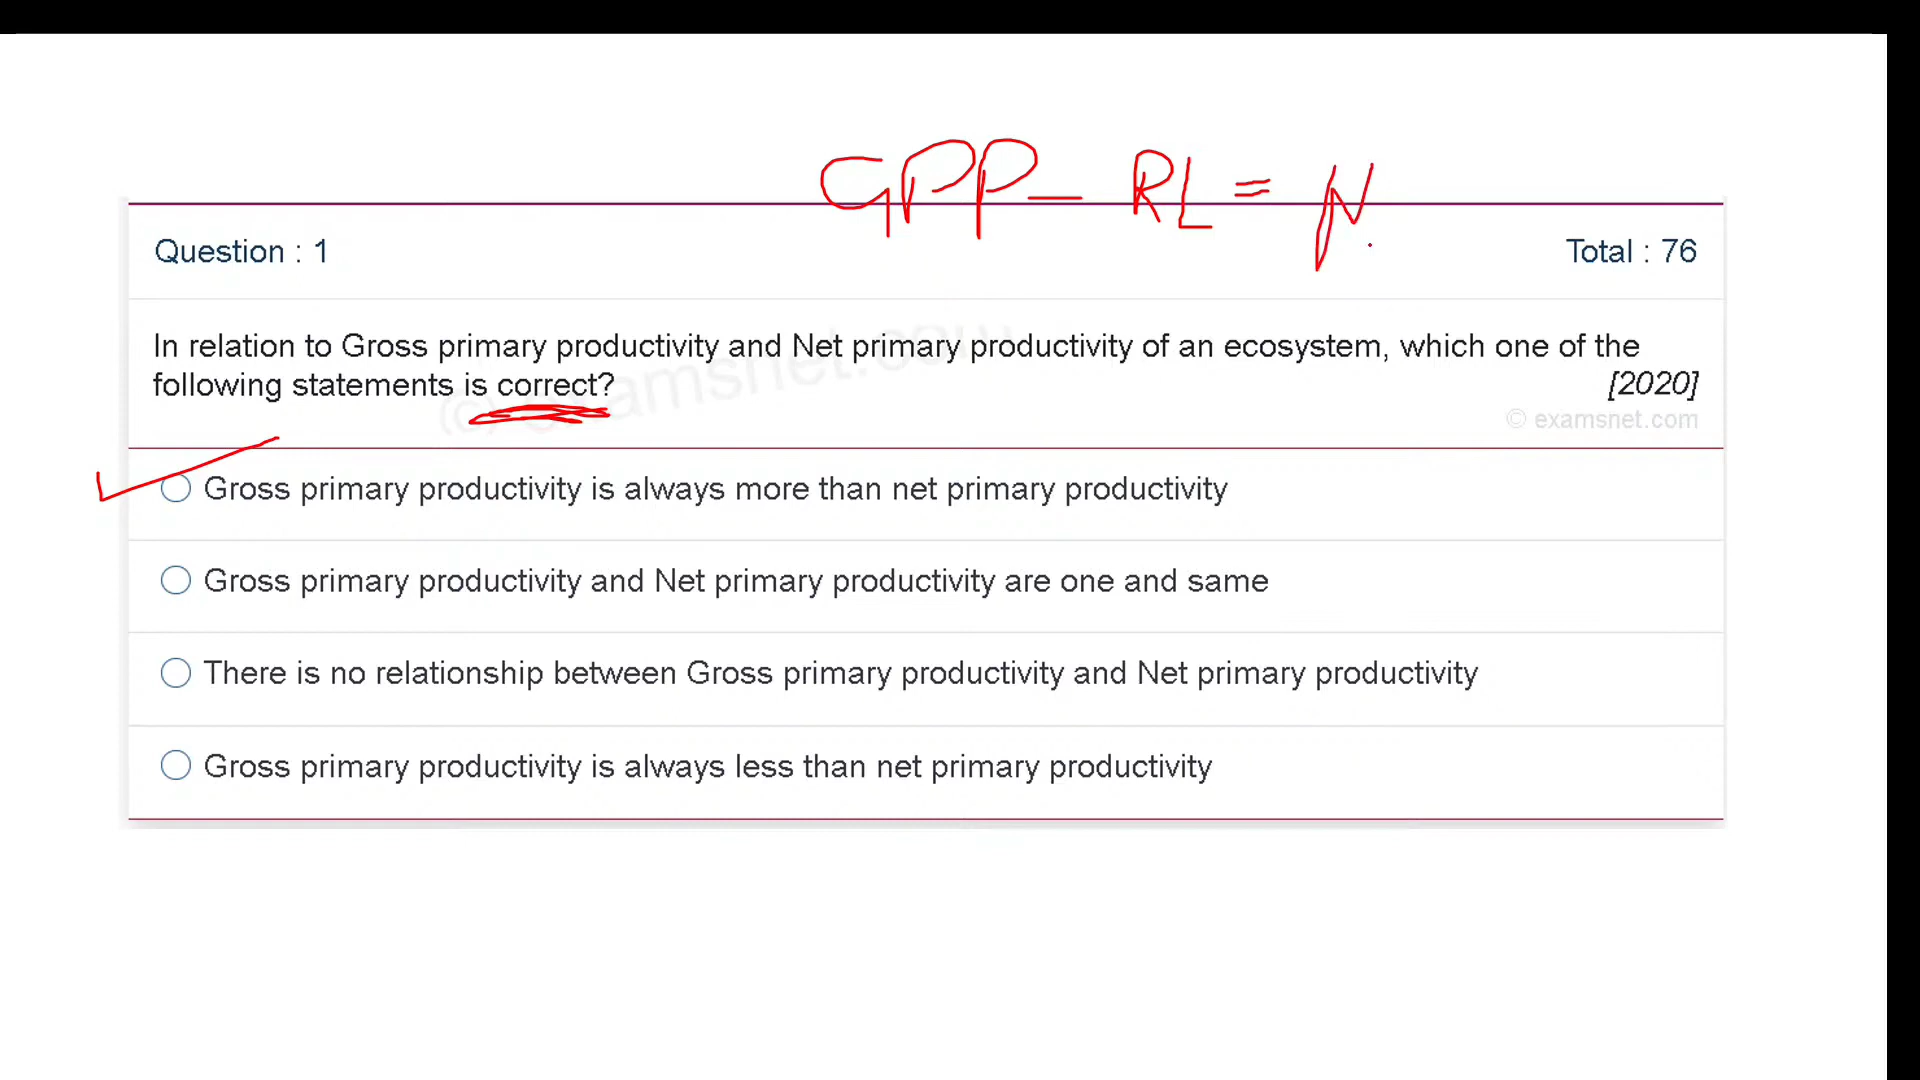 GPP - RL = N
Question : 1 Total : 76
In relation to Gross primary productivity and Net primary productivity of an ecosystem, which one of the
following statements is correct? [2020]
© examsnet.com
© examsnet.com
Gross primary productivity is always more than net primary productivity
Gross primary productivity and Net primary productivity are one and same
There is no relationship between Gross primary productivity and Net primary productivity
Gross primary productivity is always less than net primary productivity